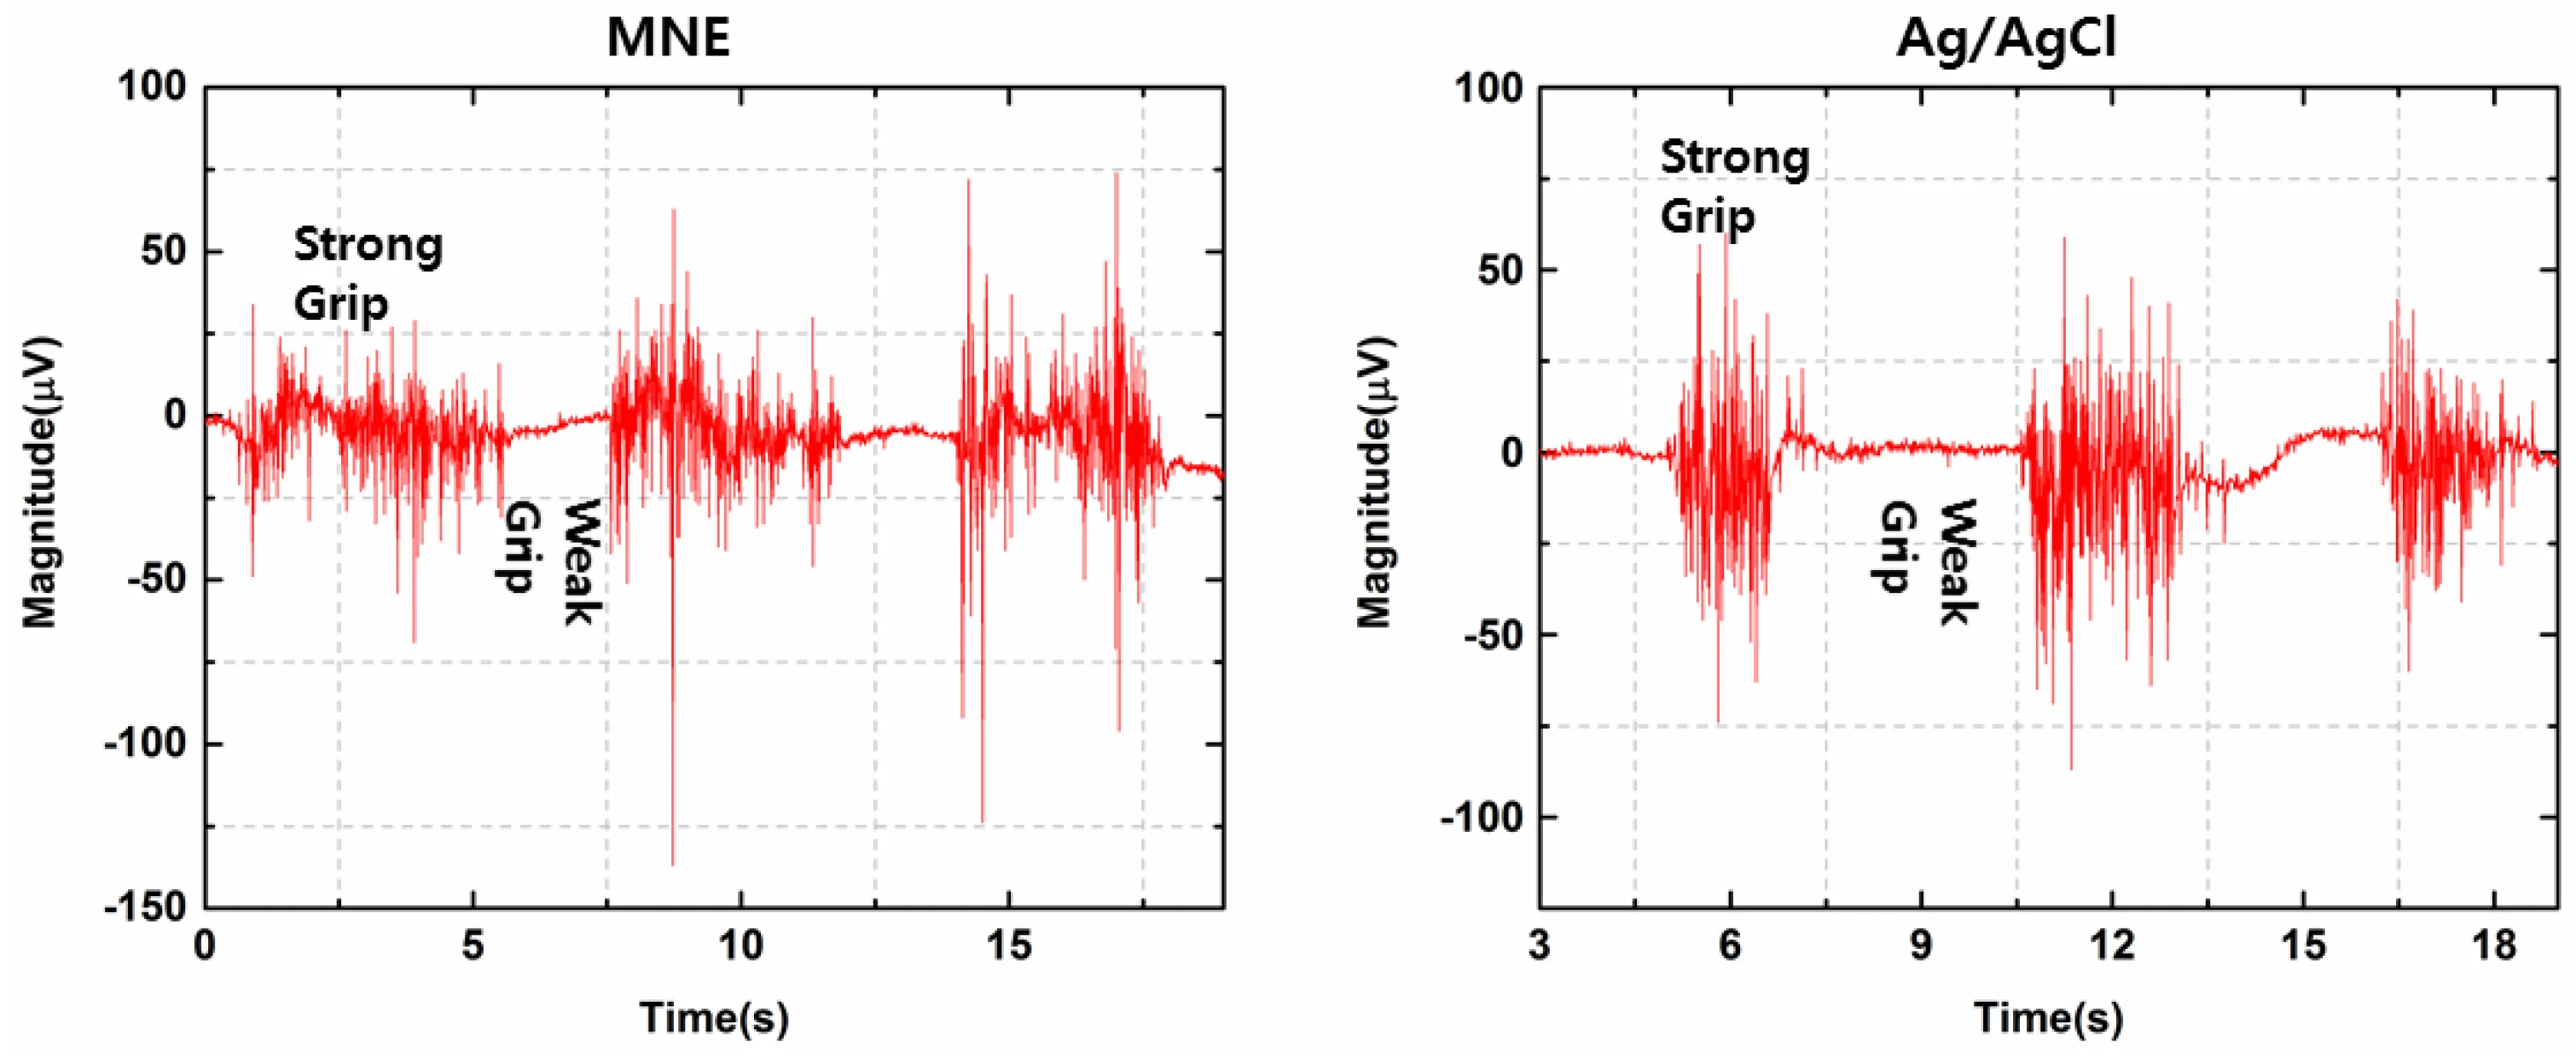 MNE
100
50
0
-50
-100
-150
Magnitude(μV)
Strong
Grip
Weak
Grip
0 5 10 15
Time(s)
Ag/AgCl
100
50
0
-50
-100
Magnitude(μV)
Strong
Grip
Weak
Grip
3 6 9 12 15 18
Time(s)